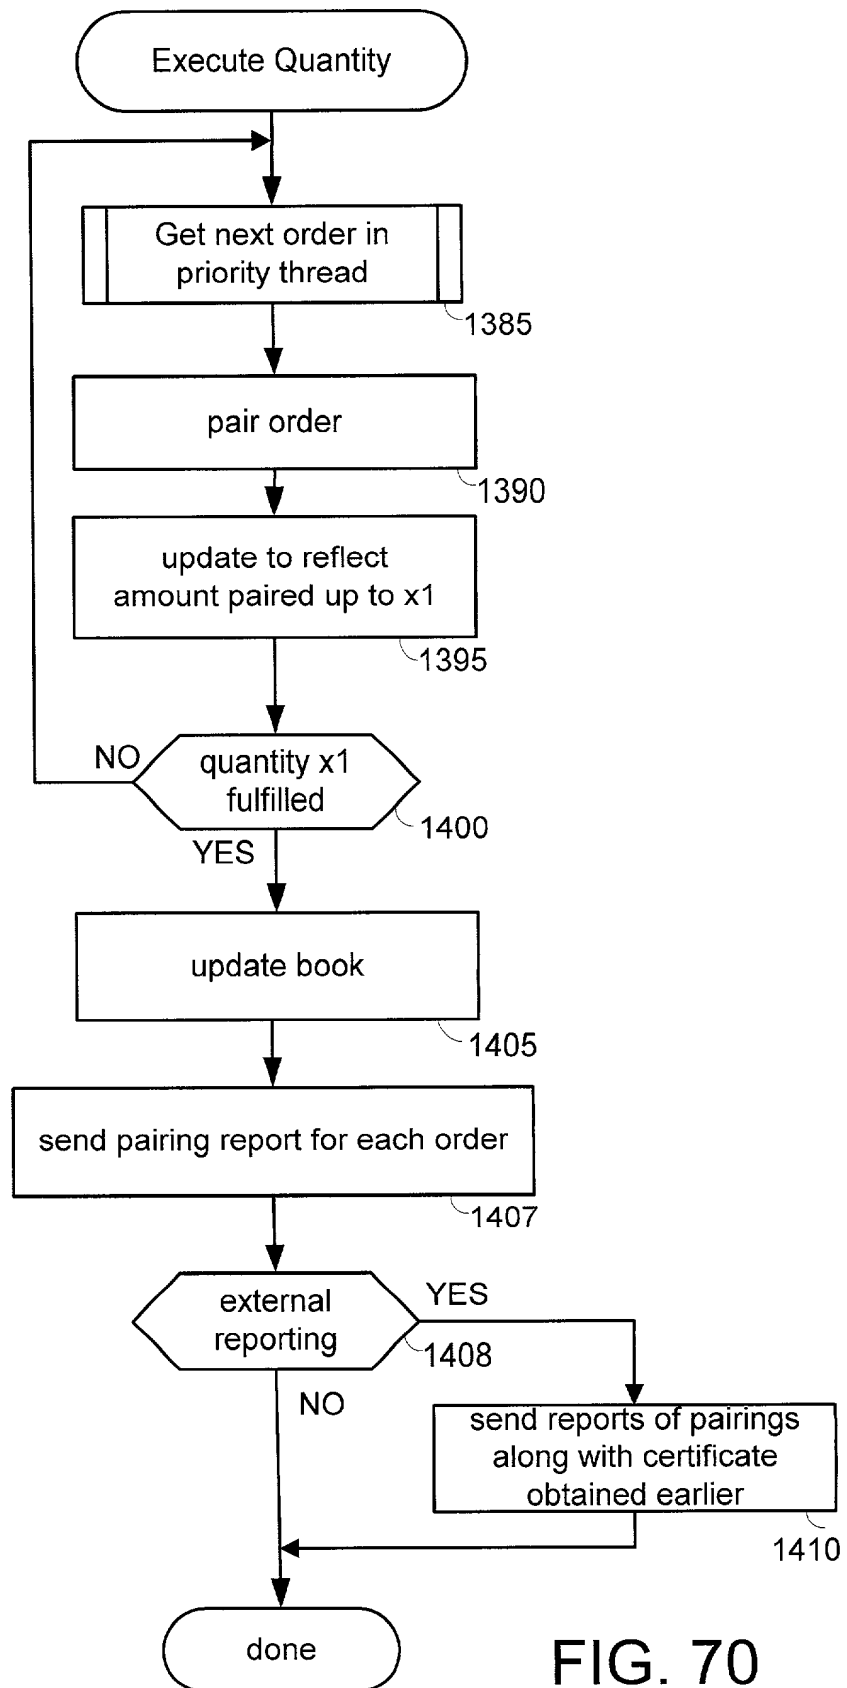 Execute Quantity
Get next order in
priority thread
1385
pair order
1390
update to reflect
amount paired up to x1
1395
NO
quantity x1
fulfilled
1400
YES
update book
1405
send pairing report for each order
1407
external
reporting
YES
1408
NO
send reports of pairings
along with certificate
obtained earlier
1410
done
FIG. 70